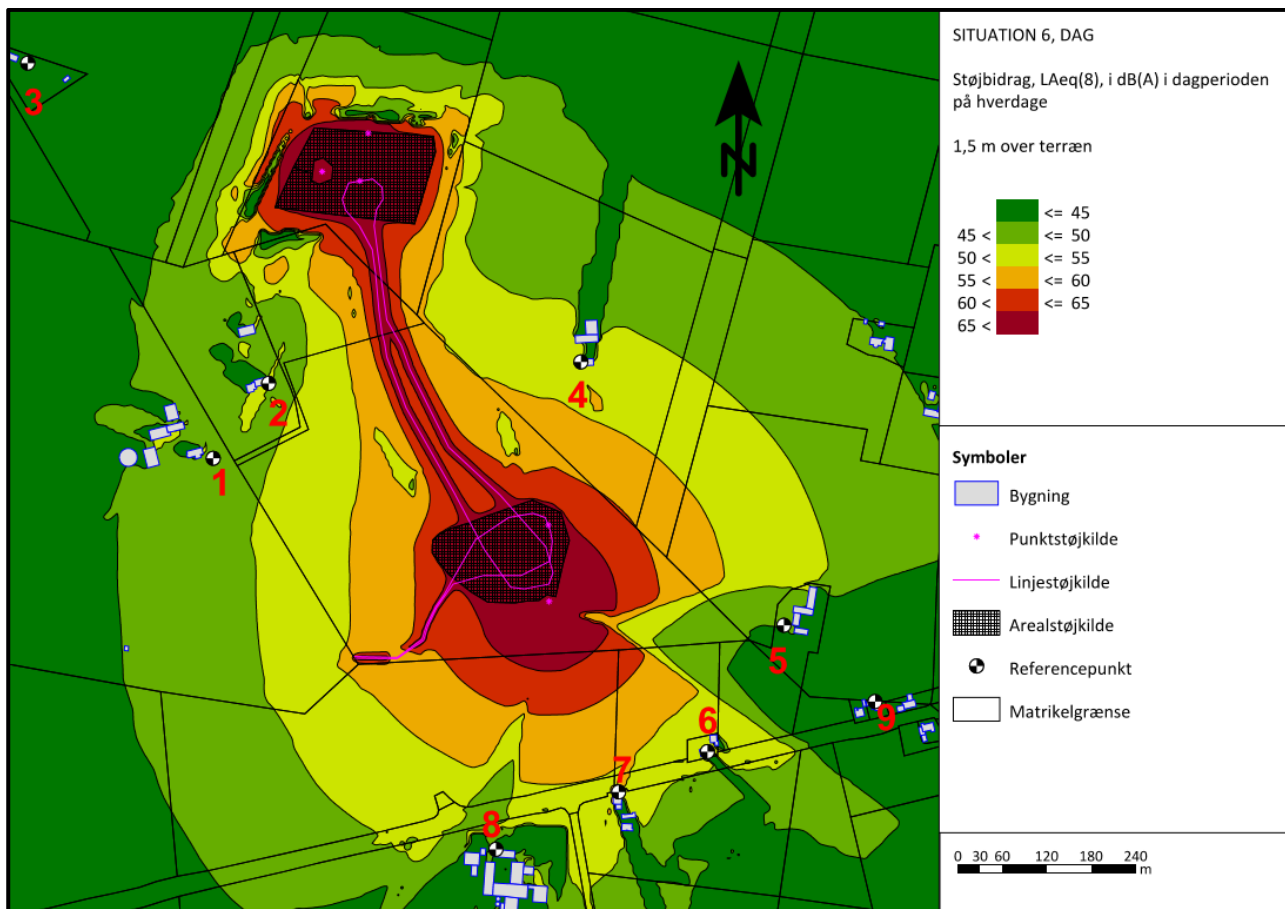 SITUATION 6, DAG
Støjbidrag, LAeq(8), i dB(A) i dagperioden
på hverdage
1,5 m over terræn
N
<= 45
45 < <= 50
50 < <= 55
55 < <= 60
60 < <= 65
65 <
Symboler
Bygning
Punktstøjkilde
Linjestøjkilde
Arealstøjkilde
Referencepunkt
Matrikelgrænse
0 30 60 120 180 240
m
3
4
2
1
5
9
6
7
8